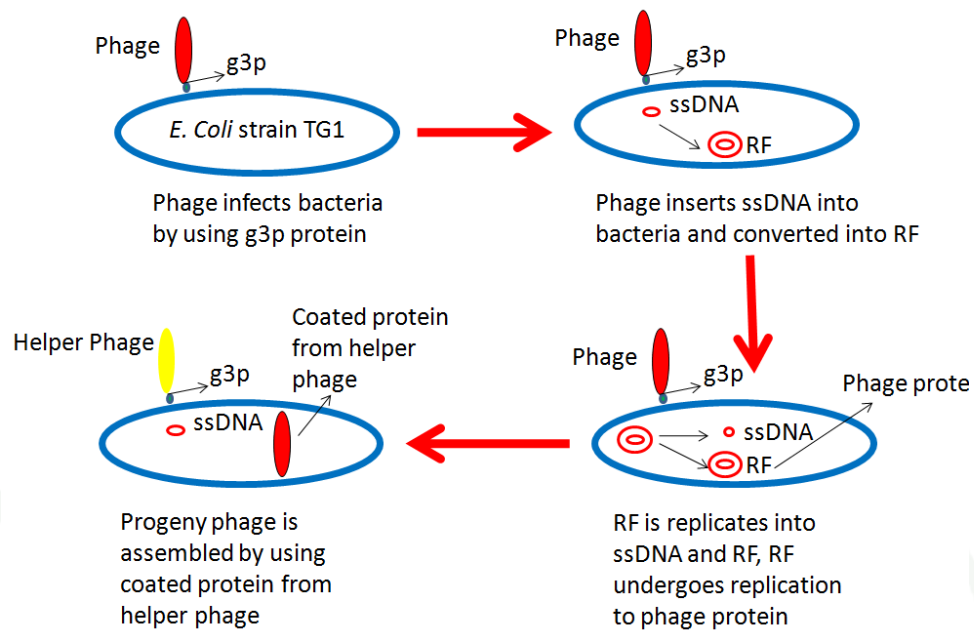 Phage
g3p
E. Coli strain TG1
Phage infects bacteria
by using g3p protein
Phage
g3p
ssDNA
RF
Phage inserts ssDNA into
bacteria and converted into RF
Helper Phage
g3p
ssDNA
Coated protein
from helper
phage
Progeny phage is
assembled by using
coated protein from
helper phage
Phage
g3p
Phage prote
ssDNA
RF
RF is replicates into
ssDNA and RF, RF
undergoes replication
to phage protein